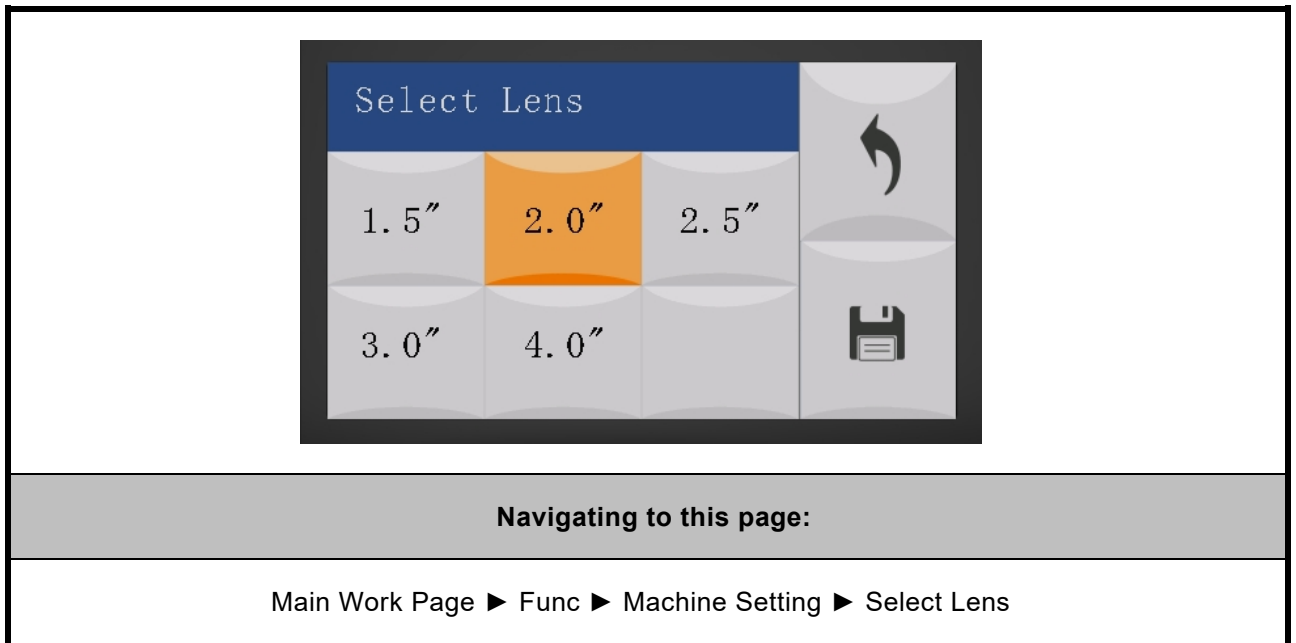 Select Lens
1.5″ 2.0″ 2.5″
3.0″ 4.0″
Navigating to this page:
Main Work Page ► Func ► Machine Setting ► Select Lens